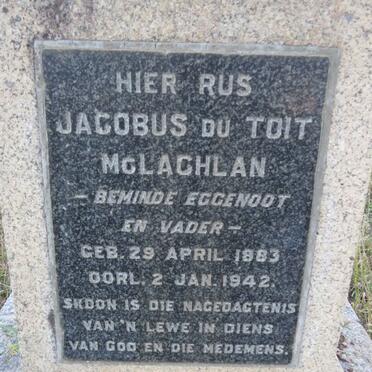 HIER RUS
JACOBUS DU TOIT
McLACHLAN
– BEMINDE EGGENOOT
EN VADER –
GEB. 29 APRIL 1883
OORL. 2 JAN. 1942.
SKOON IS DIE NAGEDAGTENIS
VAN 'N LEWE IN DIENS
VAN GOD EN DIE MEDEMENS.